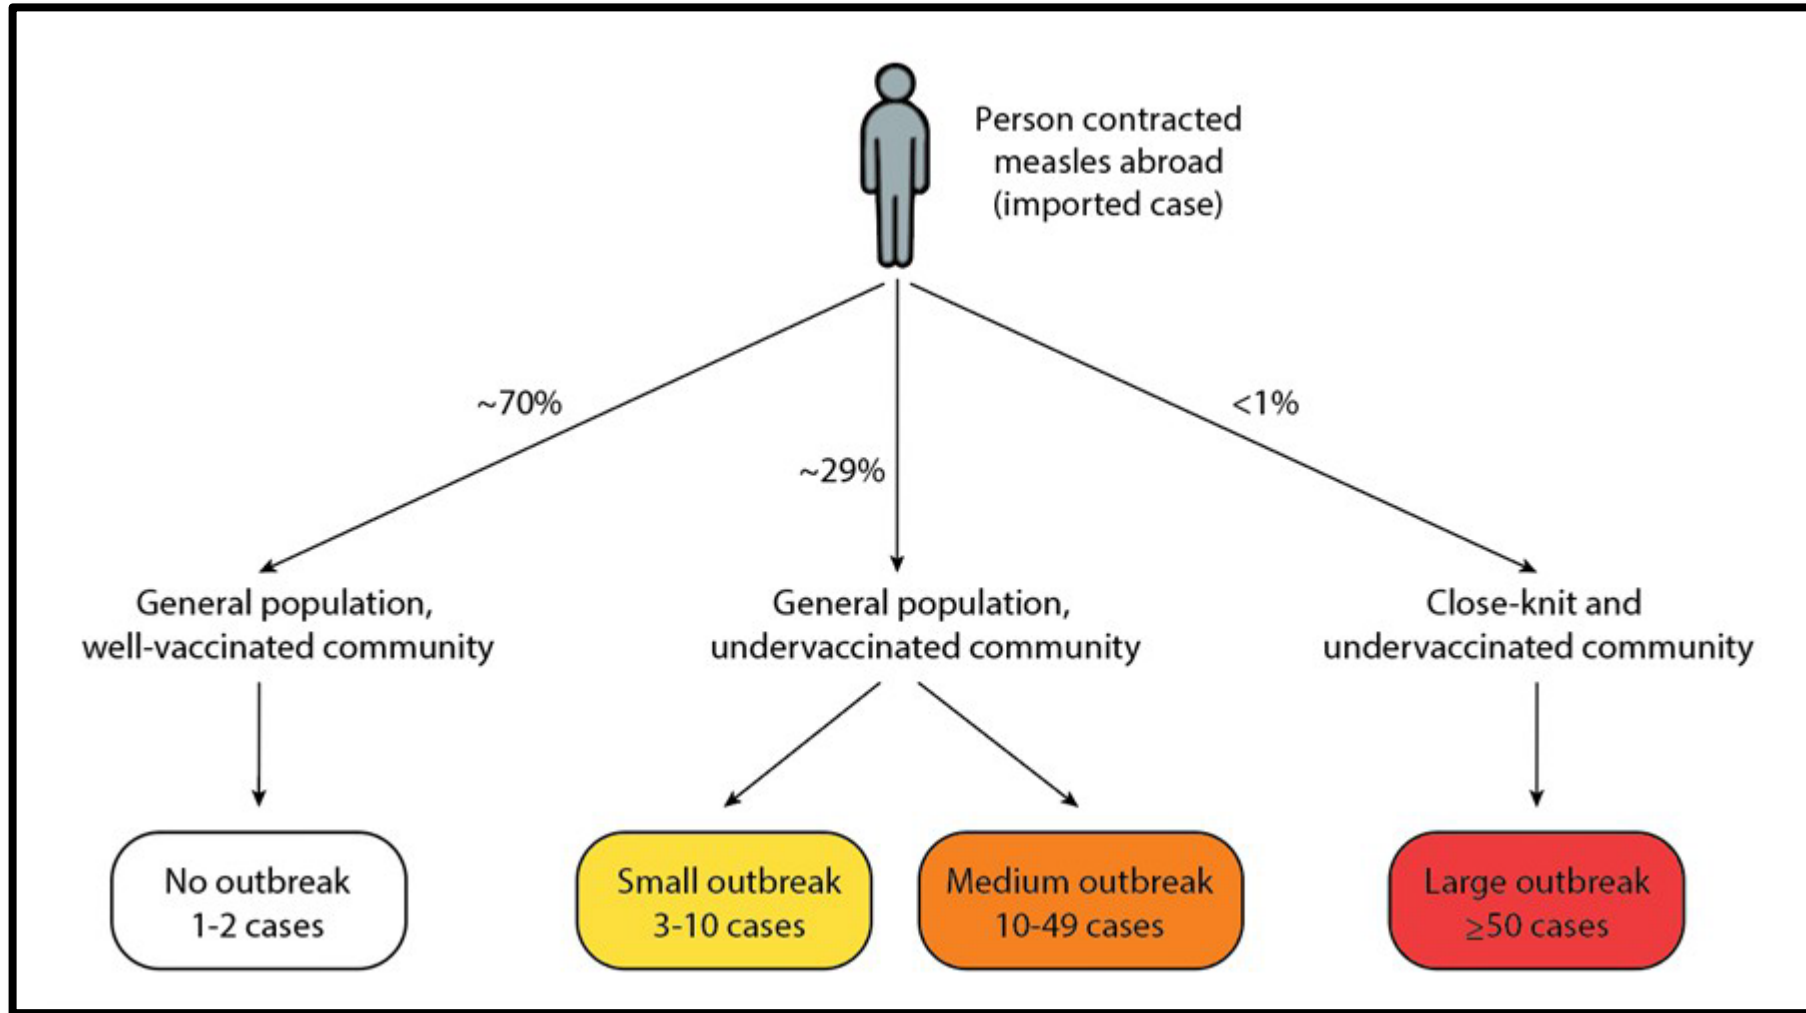 Person contracted
measles abroad
(imported case)
~70%
~29%
<1%
General population,
well-vaccinated community
General population,
undervaccinated community
Close-knit and
undervaccinated community
No outbreak
1-2 cases
Small outbreak
3-10 cases
Medium outbreak
10-49 cases
Large outbreak
≥50 cases